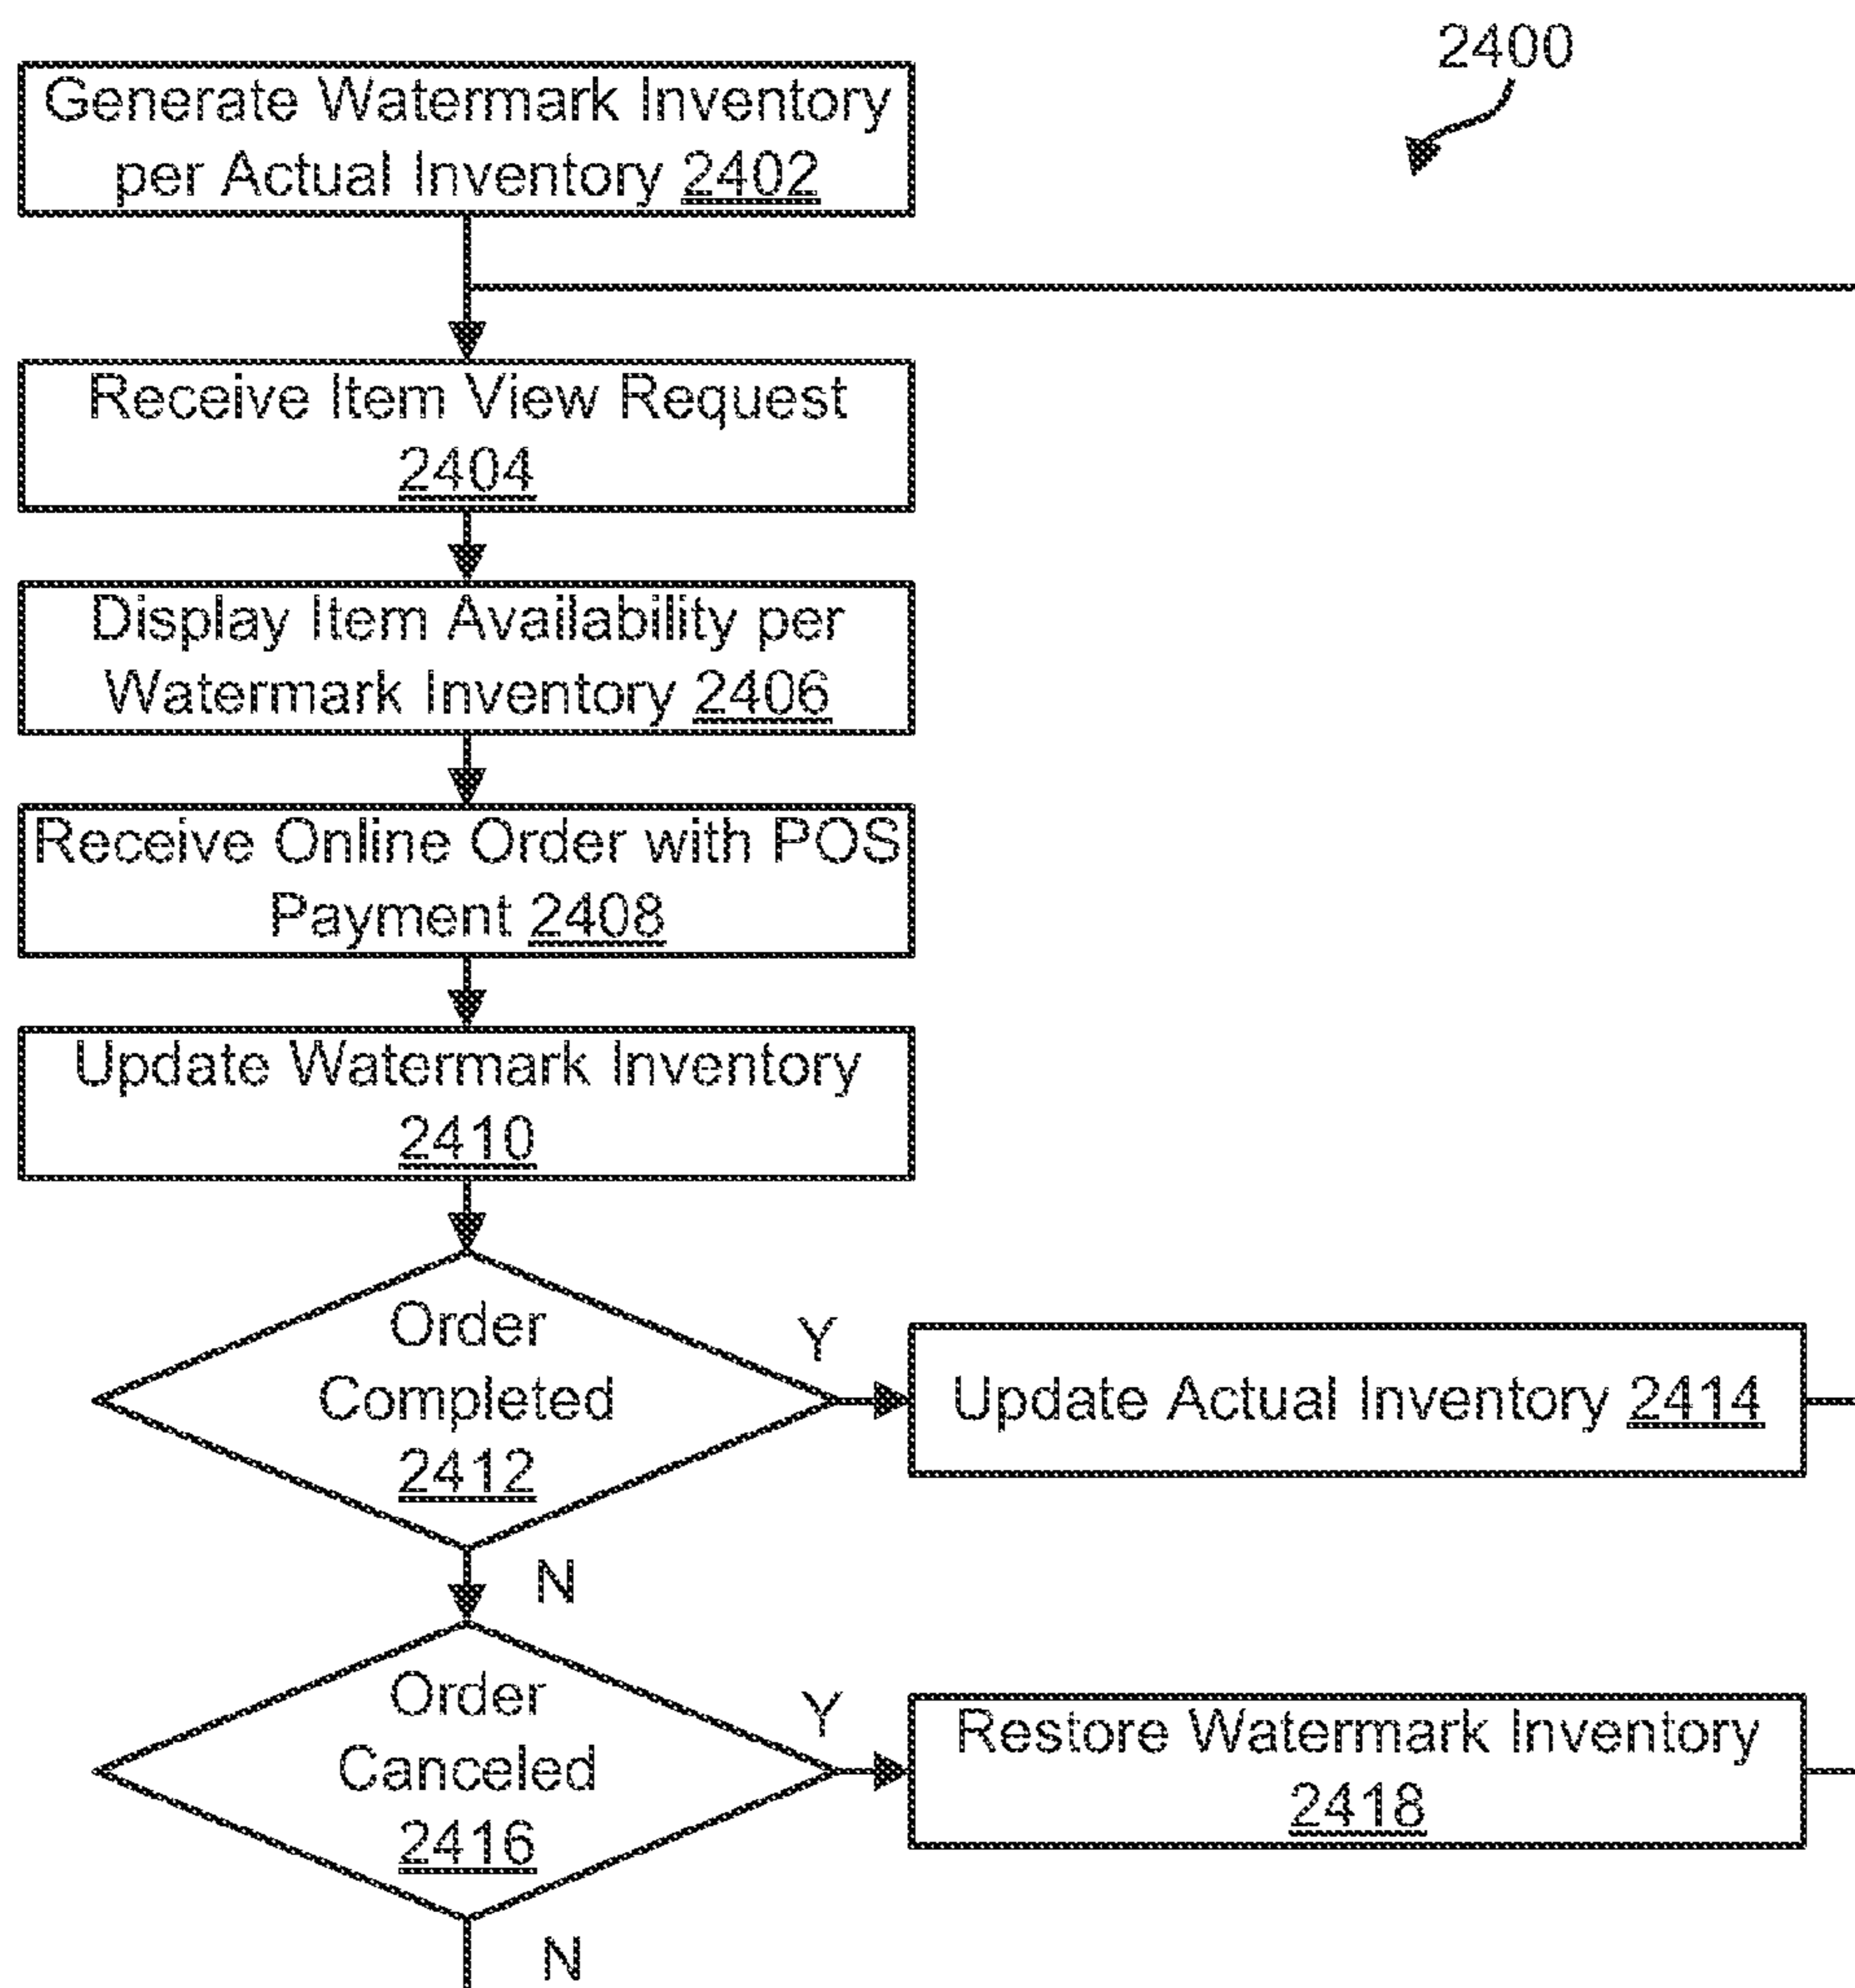 2400
Generate Watermark Inventory
per Actual Inventory 2402
Receive Item View Request
2404
Display Item Availability per
Watermark Inventory 2406
Receive Online Order with POS
Payment 2408
Update Watermark Inventory
2410
Order
Completed
2412
Y
Update Actual Inventory 2414
N
Order
Canceled
2416
Y
Restore Watermark Inventory
2418
N